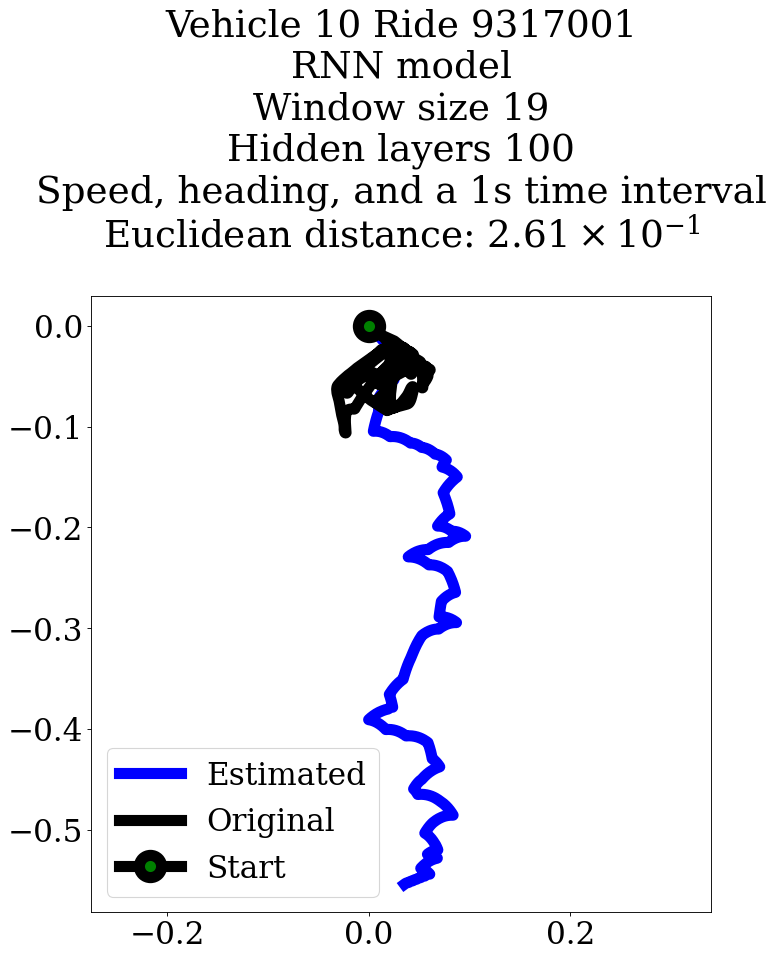 Vehicle 10 Ride 9317001
RNN model
Window size 19
Hidden layers 100
Speed, heading, and a 1s time interval
Euclidean distance: 2.61 × 10⁻¹
0.0
−0.1
−0.2
−0.3
−0.4
−0.5
Estimated
Original
Start
−0.2 0.0 0.2